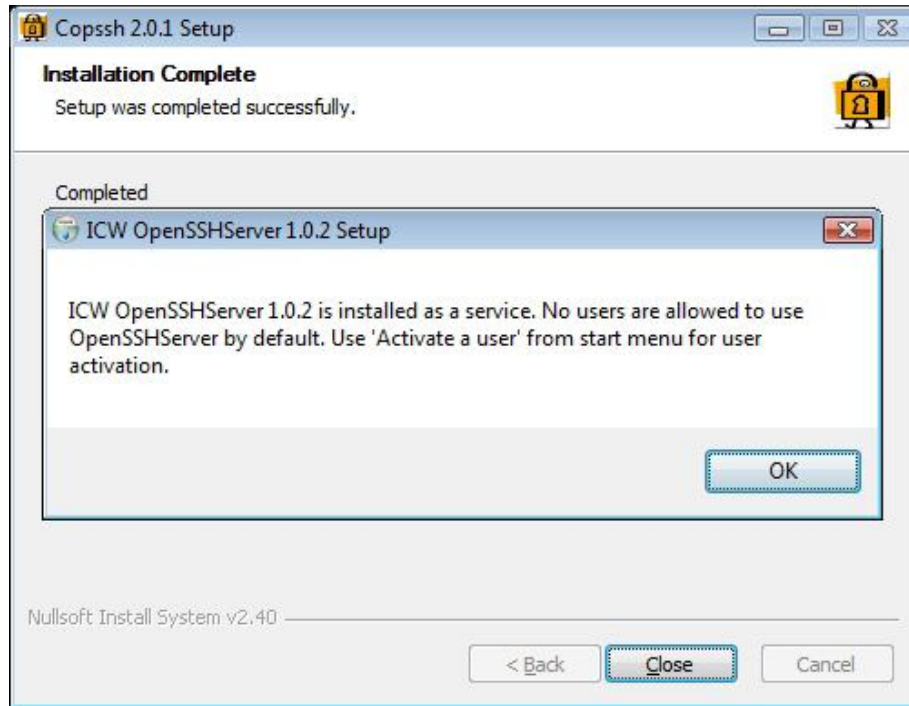 Copssh 2.0.1 Setup
Installation Complete
Setup was completed successfully.
Completed
ICW OpenSSHServer 1.0.2 Setup
ICW OpenSSHServer 1.0.2 is installed as a service. No users are allowed to use
OpenSSHServer by default. Use 'Activate a user' from start menu for user
activation.
OK
Nullsoft Install System v2.40
< Back Close Cancel